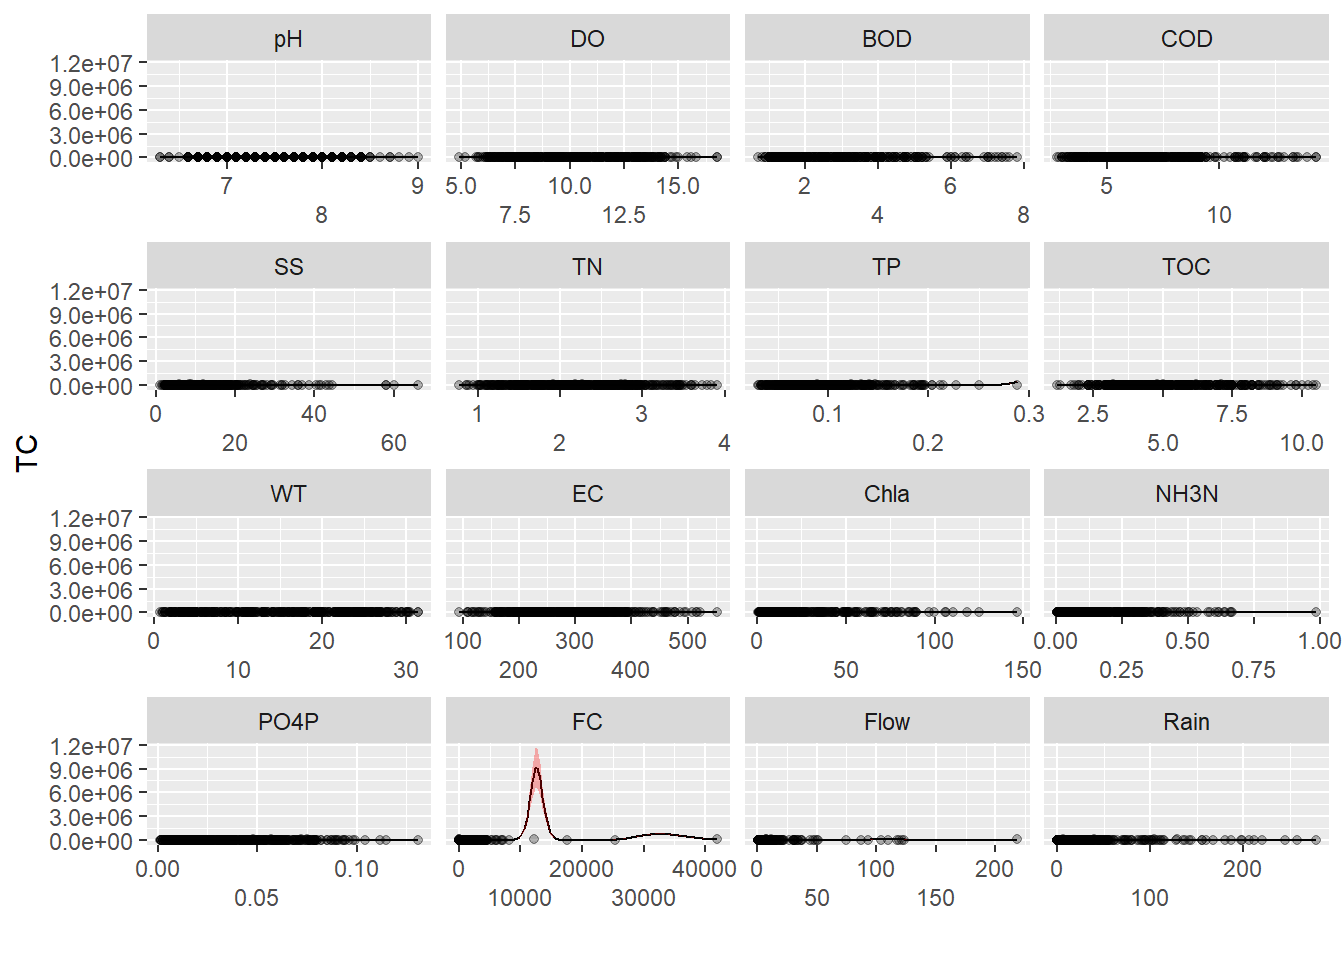 pH DO BOD COD
1.2e+07
9.0e+06
6.0e+06
3.0e+06
0.0e+00
7 9 5.0 10.0 15.0 2 6 5
8 7.5 12.5 4 8 10
SS TN TP TOC
1.2e+07
9.0e+06
6.0e+06
3.0e+06
0.0e+00
0 40 1 3 0.1 0.3 2.5 7.5
20 60 2 4 0.2 5.0 10.0
TC
WT EC Chla NH3N
1.2e+07
9.0e+06
6.0e+06
3.0e+06
0.0e+00
0 20 100 300 500 0 100 0.00 0.50 1.00
10 30 200 400 50 150 0.25 0.75
PO4P FC Flow Rain
1.2e+07
9.0e+06
6.0e+06
3.0e+06
0.0e+00
0.00 0.10 0 20000 40000 0 100 200 0 200
0.05 10000 30000 50 150 100